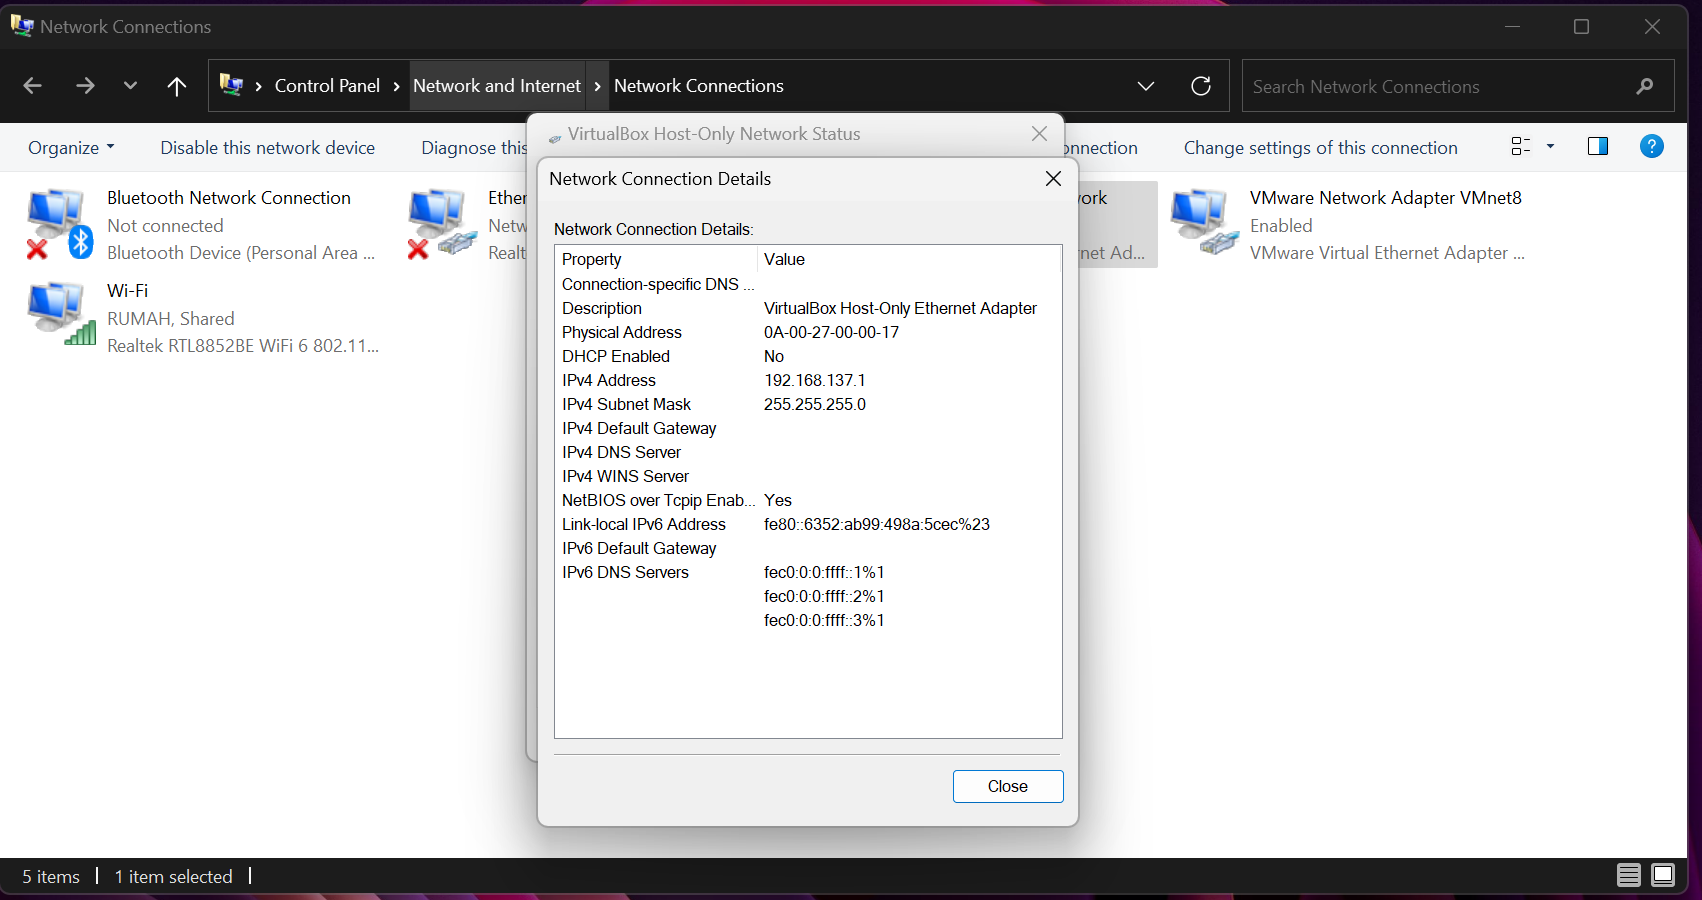 Network Connections
Control Panel
Network and Internet
Network Connections
Search Network Connections
Organize
Disable this network device
Diagnose this
onnection
Change settings of this connection
?
Bluetooth Network Connection
Not connected
Bluetooth Device (Personal Area ...
Ether
Netw
Realt
ork
rnet Ad...
VMware Network Adapter VMnet8
Enabled
VMware Virtual Ethernet Adapter ...
Wi-Fi
RUMAH, Shared
Realtek RTL8852BE WiFi 6 802.11...
VirtualBox Host-Only Network Status
Network Connection Details
Network Connection Details:
Property Value
Connection-specific DNS ...
Description VirtualBox Host-Only Ethernet Adapter
Physical Address 0A-00-27-00-00-17
DHCP Enabled No
IPv4 Address 192.168.137.1
IPv4 Subnet Mask 255.255.255.0
IPv4 Default Gateway
IPv4 DNS Server
IPv4 WINS Server
NetBIOS over Tcpip Enab... Yes
Link-local IPv6 Address fe80::6352:ab99:498a:5cec%23
IPv6 Default Gateway
IPv6 DNS Servers fec0:0:0:ffff::1%1
fec0:0:0:ffff::2%1
fec0:0:0:ffff::3%1
Close
5 items
1 item selected